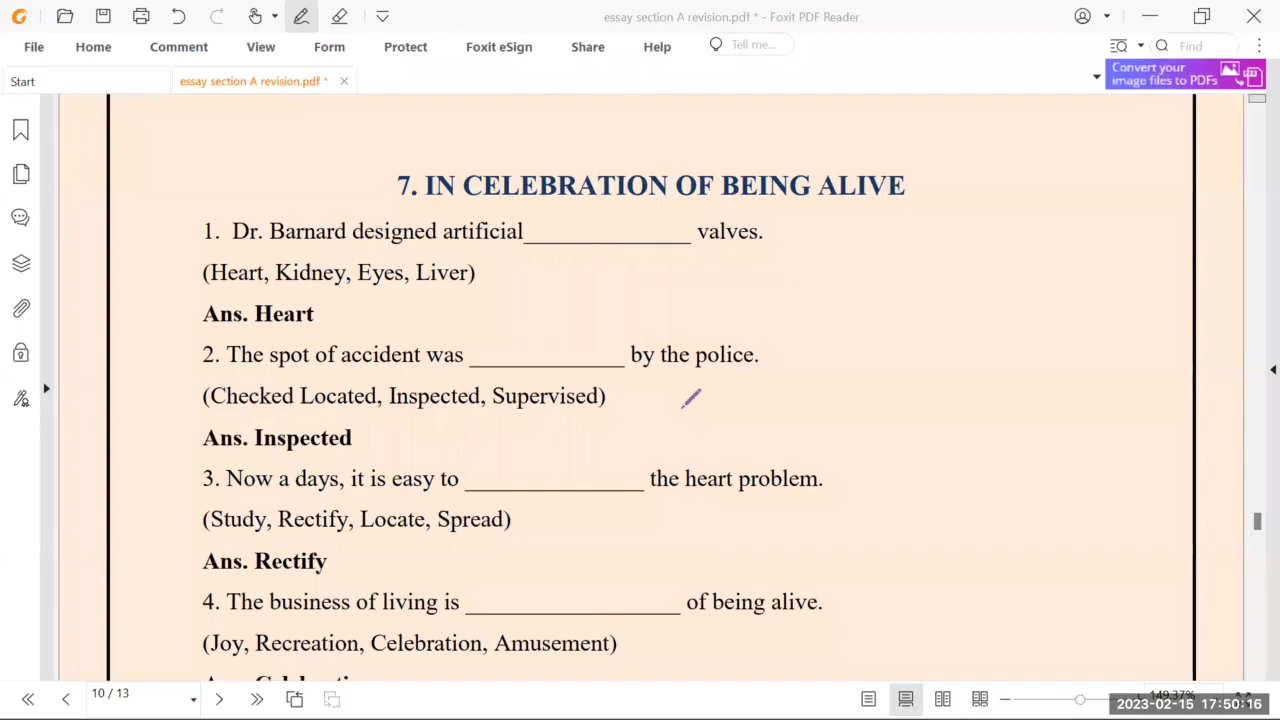 essay section A revision.pdf * - Foxit PDF Reader
File Home Comment View Form Protect Foxit eSign Share Help Tell me... Find
Start essay section A revision.pdf *
Convert your
image files to PDFs
7. IN CELEBRATION OF BEING ALIVE
1. Dr. Barnard designed artificial______________ valves.
(Heart, Kidney, Eyes, Liver)
Ans. Heart
2. The spot of accident was _____________ by the police.
(Checked Located, Inspected, Supervised)
Ans. Inspected
3. Now a days, it is easy to _______________ the heart problem.
(Study, Rectify, Locate, Spread)
Ans. Rectify
4. The business of living is __________________ of being alive.
(Joy, Recreation, Celebration, Amusement)
10 / 13
149.37%
2023-02-15 17:50:16